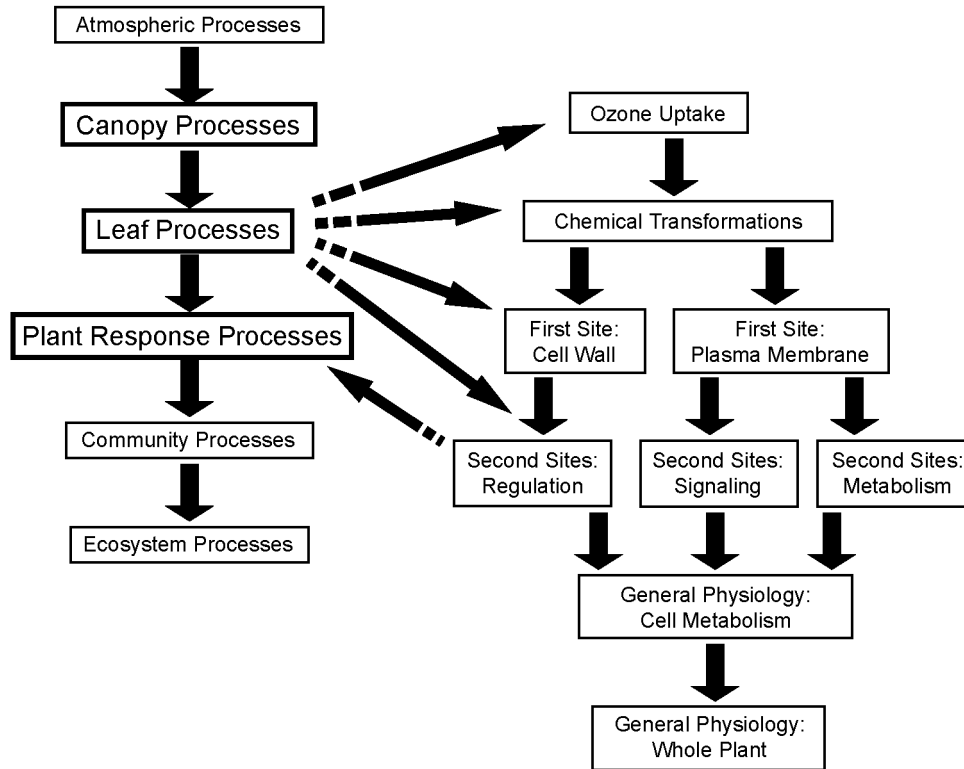 Atmospheric Processes
Canopy Processes
Leaf Processes
Plant Response Processes
Community Processes
Ecosystem Processes
Ozone Uptake
Chemical Transformations
First Site:
Cell Wall
First Site:
Plasma Membrane
Second Sites:
Regulation
Second Sites:
Signaling
Second Sites:
Metabolism
General Physiology:
Cell Metabolism
General Physiology:
Whole Plant